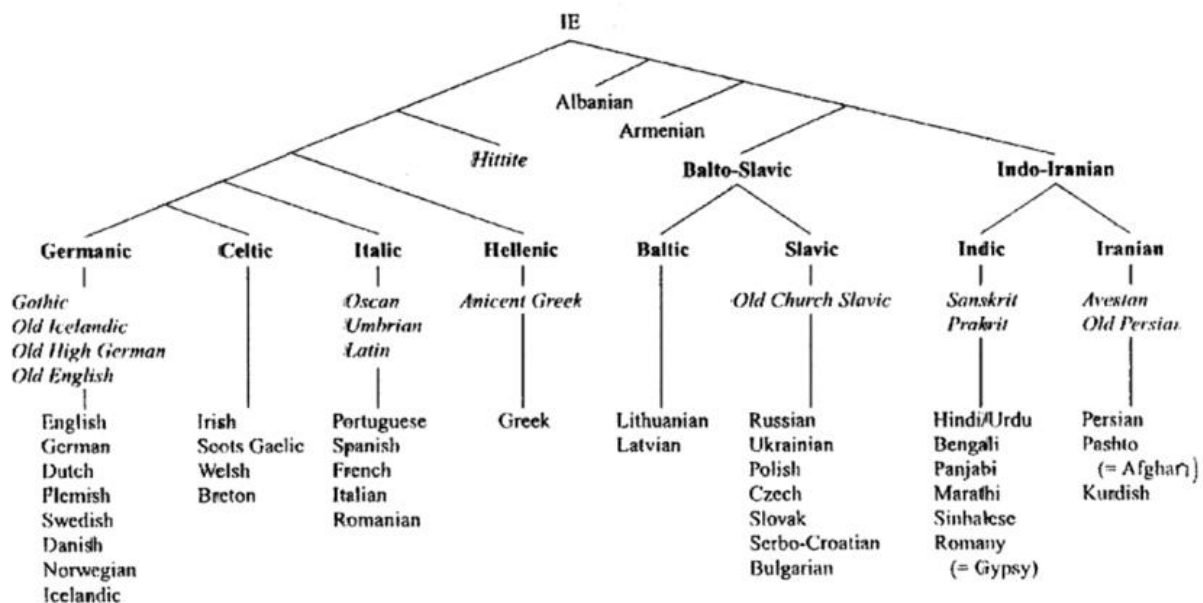 IE
Albanian
Armenian
Hittite
Balto-Slavic
Indo-Iranian
Germanic
Celtic
Italic
Hellenic
Baltic
Slavic
Indic
Iranian
Gothic
Old Icelandic
Old High German
Old English
Oscan
Umbrian
Latin
Anicent Greek
Old Church Slavic
Sanskrit
Prakrit
Avestan
Old Persian
English
German
Dutch
Plemish
Swedish
Danish
Norwegian
Icelandic
Irish
Scots Gaelic
Welsh
Breton
Portuguese
Spanish
French
Italian
Romanian
Greek
Lithuanian
Latvian
Russian
Ukrainian
Polish
Czech
Slovak
Serbo-Croatian
Bulgarian
Hindi/Urdu
Bengali
Panjabi
Marathi
Sinhalese
Romany
(= Gypsy)
Persian
Pashto
(= Afghan)
Kurdish